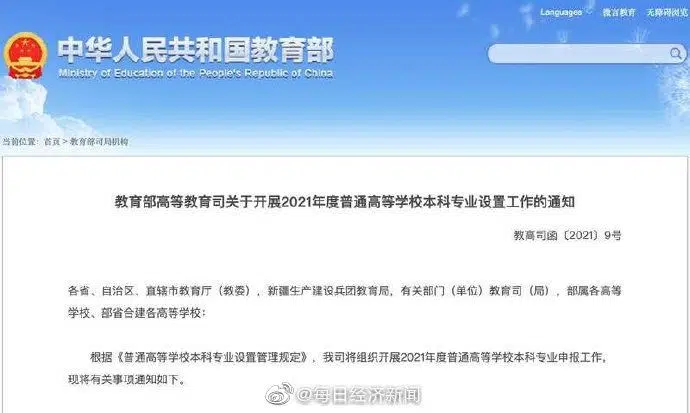 Languages 微言教育 无障碍浏览
中华人民共和国教育部
Ministry of Education of the People's Republic of China
当前位置：首页 > 教育部司局机构
教育部高等教育司关于开展2021年度普通高等学校本科专业设置工作的通知
教高司函〔2021〕9号
各省、自治区、直辖市教育厅（教委），新疆生产建设兵团教育局，有关部门（单位）教育司（局），部属各高等
学校、部省合建各高等学校：
根据《普通高等学校本科专业设置管理规定》，我司将组织开展2021年度普通高等学校本科专业申报工作，
现将有关事项通知如下。
@每日经济新闻